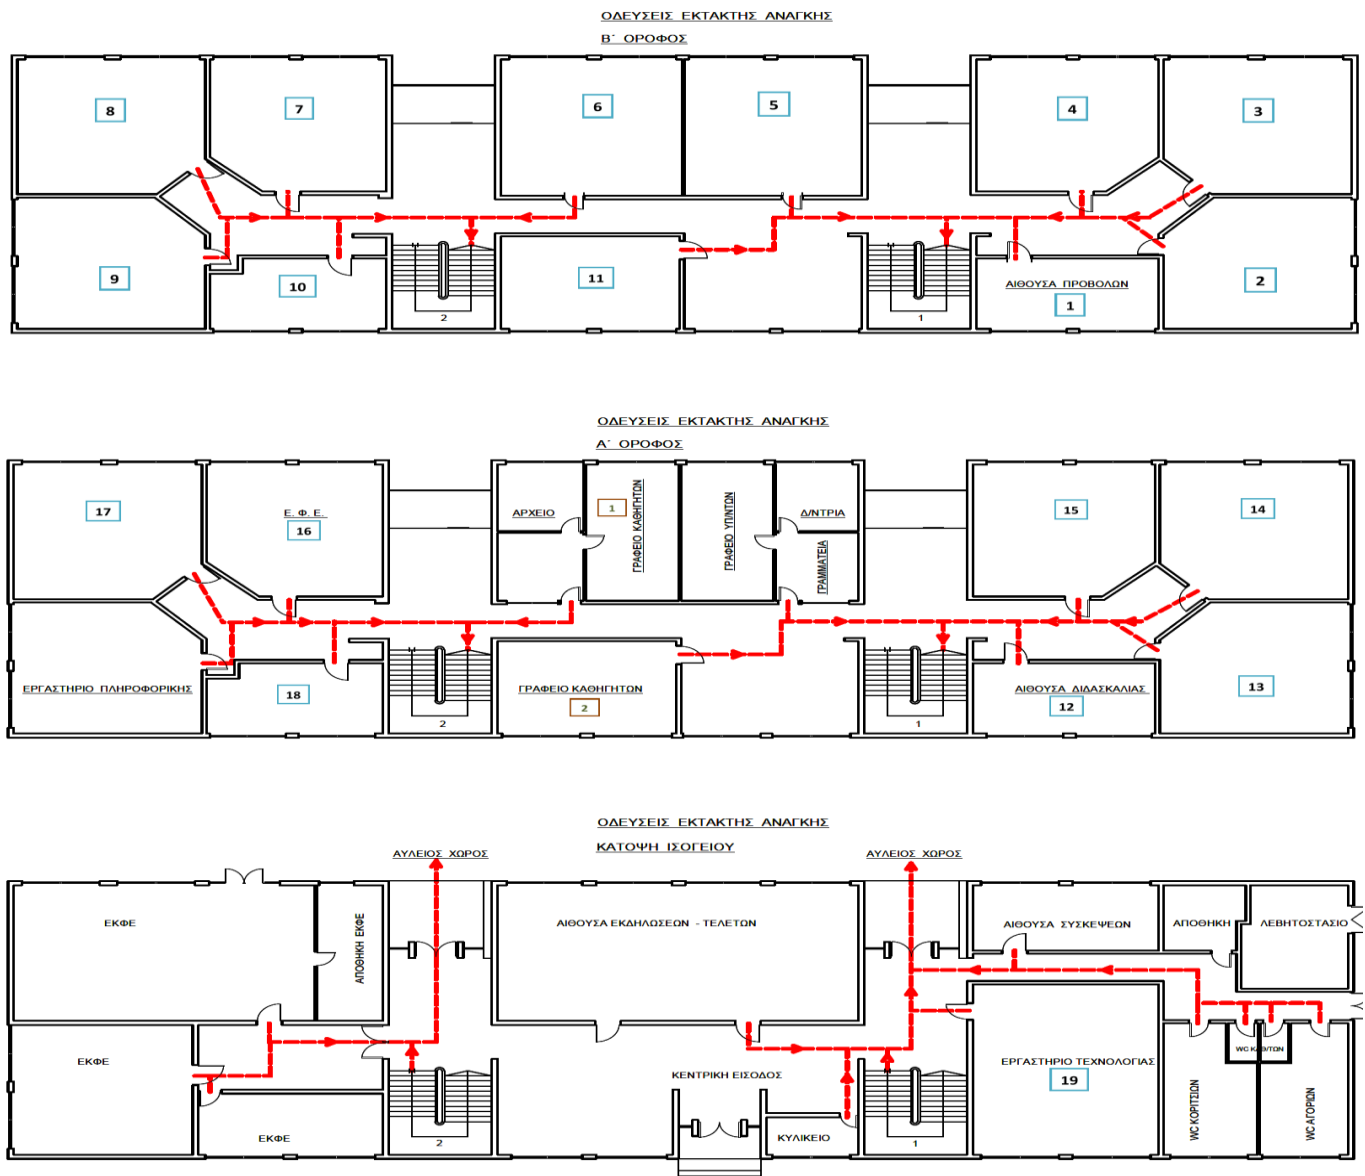 ΟΔΕΥΣΕΙΣ ΕΚΤΑΚΤΗΣ ΑΝΑΓΚΗΣ
Β΄ ΟΡΟΦΟΣ
8
7
6
5
4
3
9
10
11
ΑΙΘΟΥΣΑ ΠΡΟΒΟΛΩΝ
1
2
2
1
ΟΔΕΥΣΕΙΣ ΕΚΤΑΚΤΗΣ ΑΝΑΓΚΗΣ
Α΄ ΟΡΟΦΟΣ
17
Ε. Φ. Ε.
16
ΑΡΧΕΙΟ
1
ΓΡΑΦΕΙΟ ΚΑΘΗΓΗΤΩΝ
ΓΡΑΦΕΙΟ ΥΠ/ΝΤΩΝ
Δ/ΝΤΡΙΑ
ΓΡΑΜΜΑΤΕΙΑ
15
14
ΕΡΓΑΣΤΗΡΙΟ ΠΛΗΡΟΦΟΡΙΚΗΣ
18
2
ΓΡΑΦΕΙΟ ΚΑΘΗΓΗΤΩΝ
2
1
ΑΙΘΟΥΣΑ ΔΙΔΑΣΚΑΛΙΑΣ
12
13
ΟΔΕΥΣΕΙΣ ΕΚΤΑΚΤΗΣ ΑΝΑΓΚΗΣ
ΚΑΤΟΨΗ ΙΣΟΓΕΙΟΥ
ΑΥΛΕΙΟΣ ΧΩΡΟΣ
ΑΥΛΕΙΟΣ ΧΩΡΟΣ
ΕΚΦΕ
ΑΠΟΘΗΚΗ ΕΚΦΕ
ΑΙΘΟΥΣΑ ΕΚΔΗΛΩΣΕΩΝ - ΤΕΛΕΤΩΝ
ΑΙΘΟΥΣΑ ΣΥΣΚΕΨΕΩΝ
ΑΠΟΘΗΚΗ
ΛΕΒΗΤΟΣΤΑΣΙΟ
ΕΚΦΕ
ΕΚΦΕ
2
ΚΕΝΤΡΙΚΗ ΕΙΣΟΔΟΣ
ΚΥΛΙΚΕΙΟ
1
ΕΡΓΑΣΤΗΡΙΟ ΤΕΧΝΟΛΟΓΙΑΣ
19
WC ΚΑΘ/ΤΩΝ
WC ΚΟΡΙΤΣΙΩΝ
WC ΑΓΟΡΙΩΝ